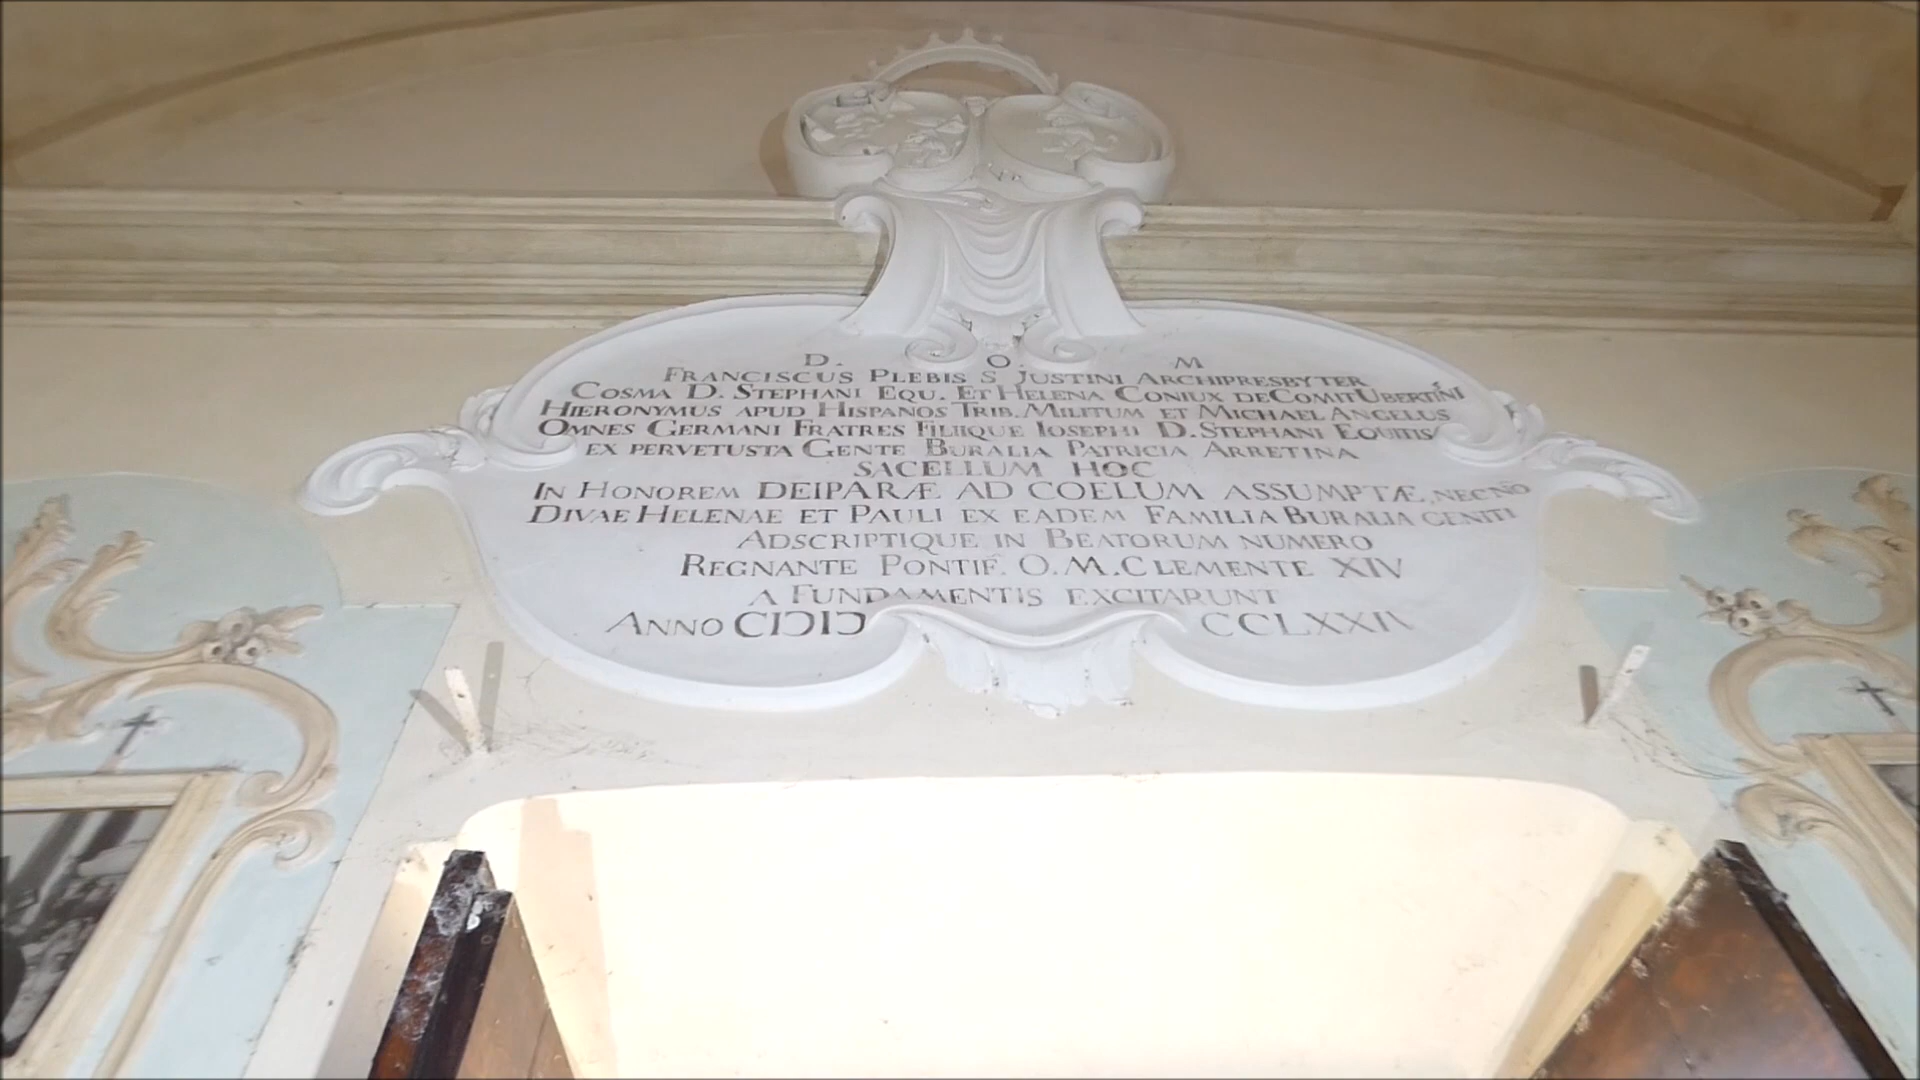 D. O. M
FRANCISCUS PLEBIS S JUSTINI ARCHIPRESBYTER
COSMA D. STEPHANI EQU. ET HELENA CONIUX DE COMIT UBERTINI
HIERONYMUS APUD HISPANOS TRIB. MILITUM ET MICHAEL ANGELUS
OMNES GERMANI FRATRES FILIIQUE IOSEPHI D. STEPHANI EQUITIS
EX PERVETUSTA GENTE BURALIA PATRICIA ARRETINA
SACELLUM HOC
IN HONOREM DEIPARÆ AD COELUM ASSUMPTÆ, NECNO
DIVAE HELENAE ET PAULI EX EADEM FAMILIA BURALIA GENITI
ADSCRIPTIQUE IN BEATORUM NUMERO
REGNANTE PONTIF. O. M. CLEMENTE XIV
A FUNDAMENTIS EXCITARUNT
ANNO CIƆIƆ CCLXXIV